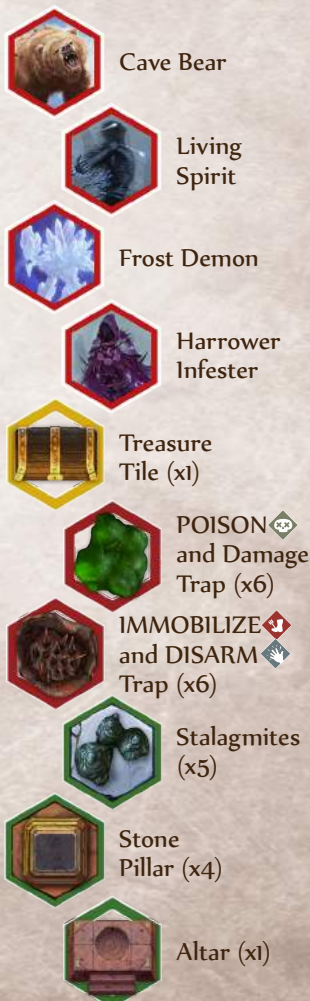 Cave Bear
Living
Spirit
Frost Demon
Harrower
Infester
Treasure
Tile (x1)
POISON
and Damage
Trap (x6)
IMMOBILIZE
and DISARM
Trap (x6)
Stalagmites
(x5)
Stone
Pillar (x4)
Altar (x1)